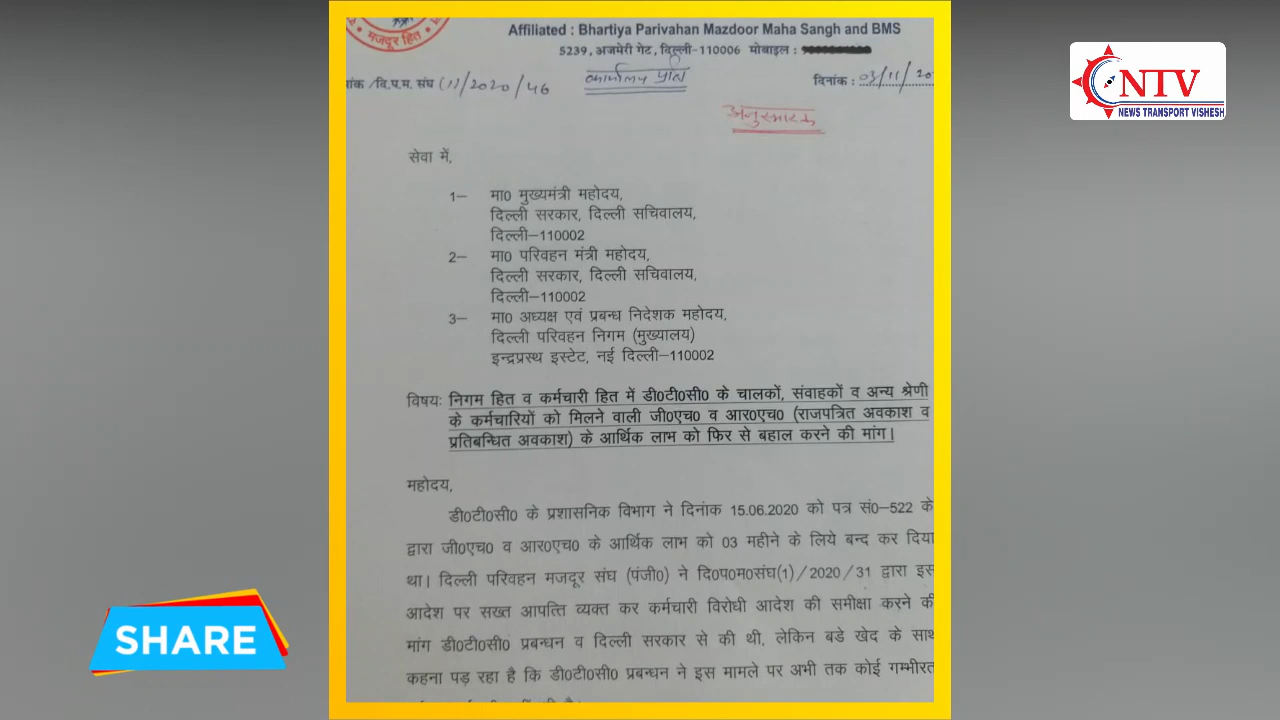 मजदूर हित
Affiliated : Bhartiya Parivahan Mazdoor Maha Sangh and BMS
5239, अजमेरी गेट, दिल्ली-110006 मोबाइल :
कार्यालय प्रति
ांक/दि.प.म. संघ (1)/2020/46
दिनांक : 03/11/20
अनुस्मारक
सेवा में,
1– मा0 मुख्यमंत्री महोदय,
दिल्ली सरकार, दिल्ली सचिवालय,
दिल्ली–110002
2– मा0 परिवहन मंत्री महोदय,
दिल्ली सरकार, दिल्ली सचिवालय,
दिल्ली–110002
3– मा0 अध्यक्ष एवं प्रबन्ध निदेशक महोदय,
दिल्ली परिवहन निगम (मुख्यालय)
इन्द्रप्रस्थ इस्टेट, नई दिल्ली–110002
विषयः निगम हित व कर्मचारी हित में डी0टी0सी0 के चालकों, संवाहकों व अन्य श्रेणी
के कर्मचारियों को मिलने वाली जी0एच0 व आर0एच0 (राजपत्रित अवकाश व
प्रतिबन्धित अवकाश) के आर्थिक लाभ को फिर से बहाल करने की मांग।
महोदय,
डी0टी0सी0 के प्रशासनिक विभाग ने दिनांक 15.06.2020 को पत्र सं0–522 के
द्वारा जी0एच0 व आर0एच0 के आर्थिक लाभ को 03 महीने के लिये बन्द कर दिया
था। दिल्ली परिवहन मजदूर संघ (पंजी0) ने दि0प0म0संघ(1)/2020/31 द्वारा इस
आदेश पर सख्त आपत्ति व्यक्त कर कर्मचारी विरोधी आदेश की समीक्षा करने की
मांग डी0टी0सी0 प्रबन्धन व दिल्ली सरकार से की थी, लेकिन बडे खेद के साथ
कहना पड़ रहा है कि डी0टी0सी0 प्रबन्धन ने इस मामले पर अभी तक कोई गम्भीरत
NTV
NEWS TRANSPORT VISHESH
SHARE